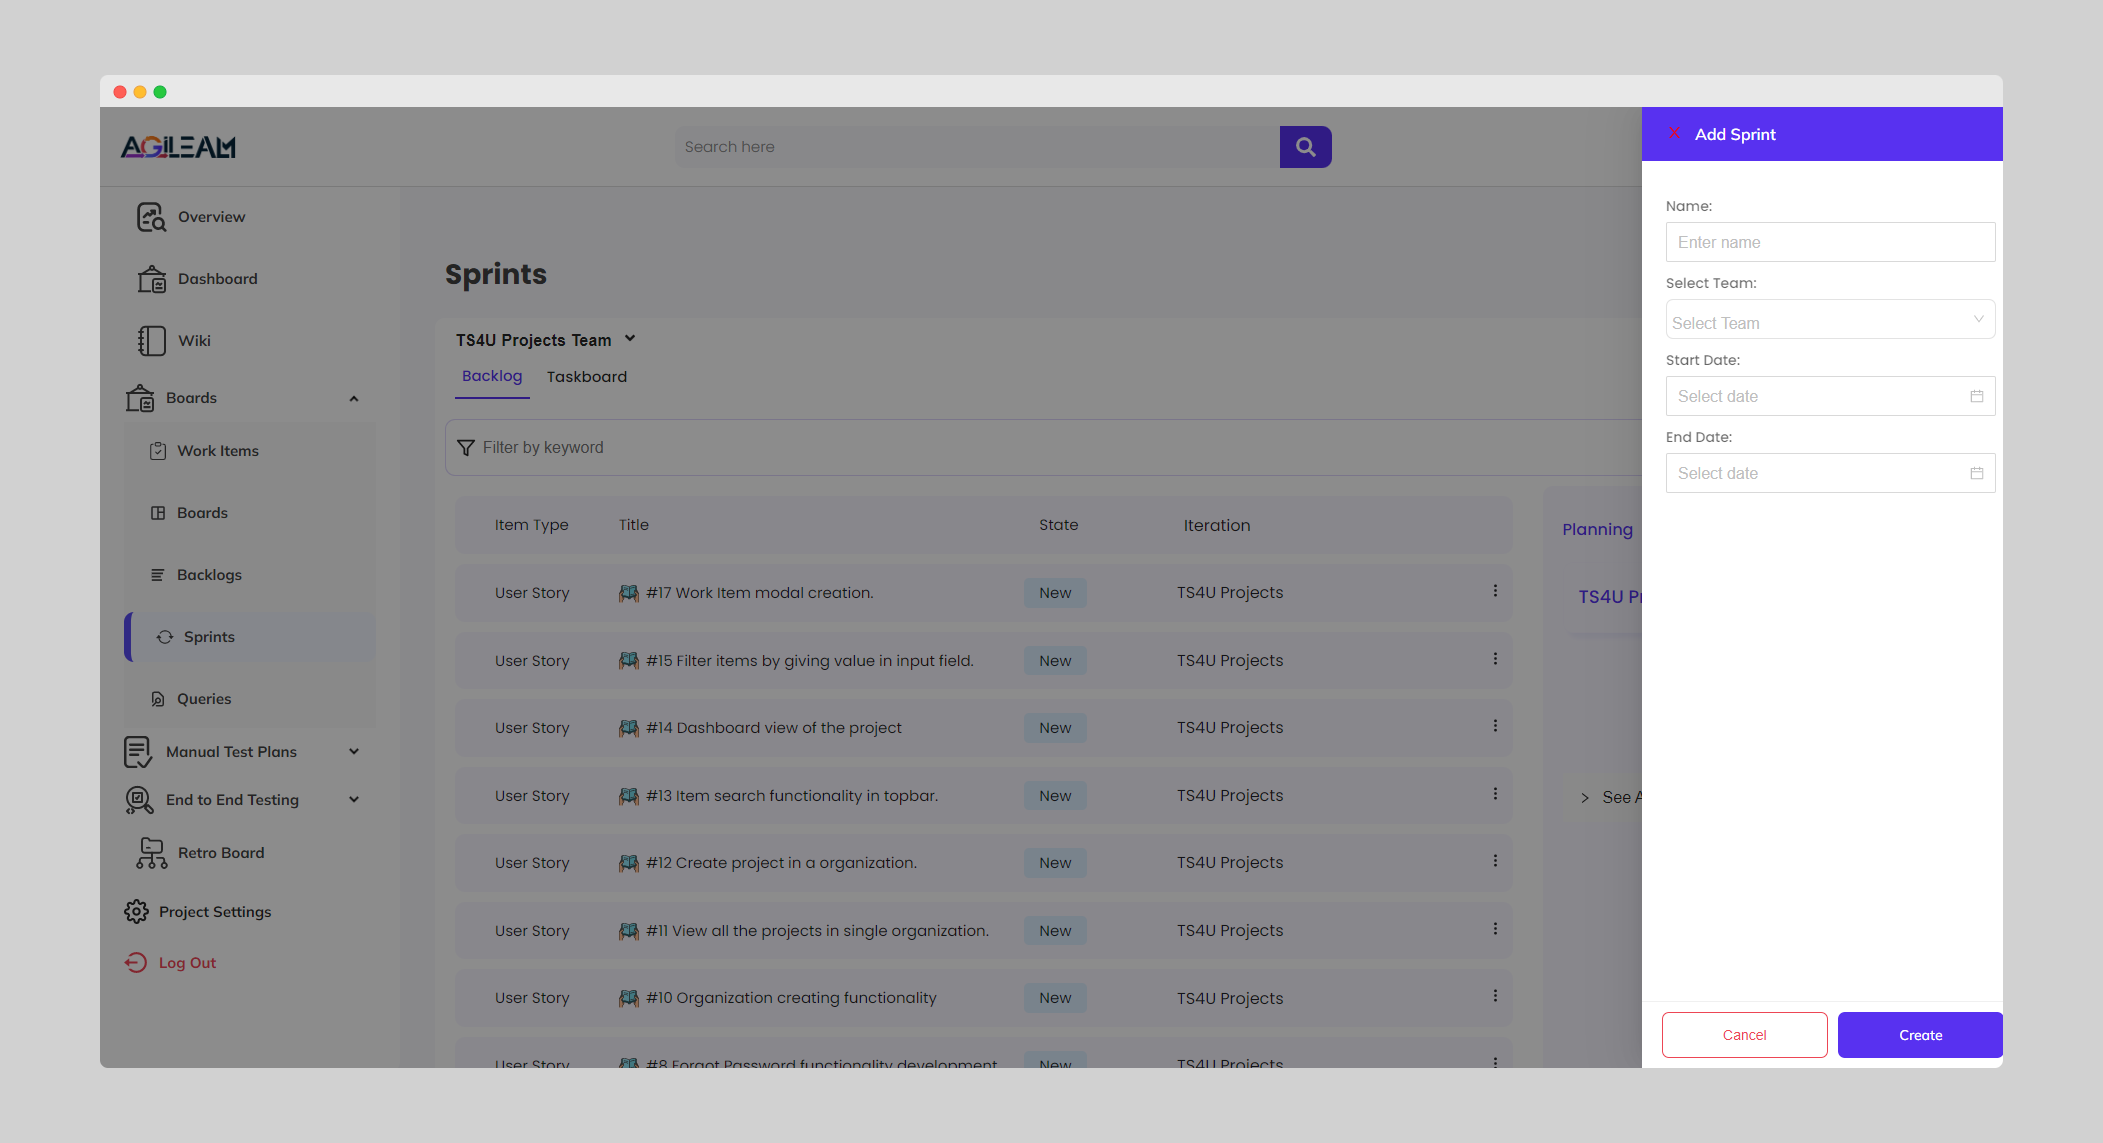 AGILEAM
Search here
Overview
Dashboard
Wiki
Boards
Work Items
Boards
Backlogs
Sprints
Queries
Manual Test Plans
End to End Testing
Retro Board
Project Settings
Log Out
Sprints
TS4U Projects Team
Backlog Taskboard
Filter by keyword
Item Type Title State Iteration
User Story #17 Work Item modal creation. New TS4U Projects
User Story #15 Filter items by giving value in input field. New TS4U Projects
User Story #14 Dashboard view of the project New TS4U Projects
User Story #13 Item search functionality in topbar. New TS4U Projects
User Story #12 Create project in a organization. New TS4U Projects
User Story #11 View all the projects in single organization. New TS4U Projects
User Story #10 Organization creating functionality New TS4U Projects
User Story #8 Forgot Password functionality development New TS4U Projects
Planning
TS4U Pr
See A
Add Sprint
Name:
Enter name
Select Team:
Select Team
Start Date:
Select date
End Date:
Select date
Cancel Create